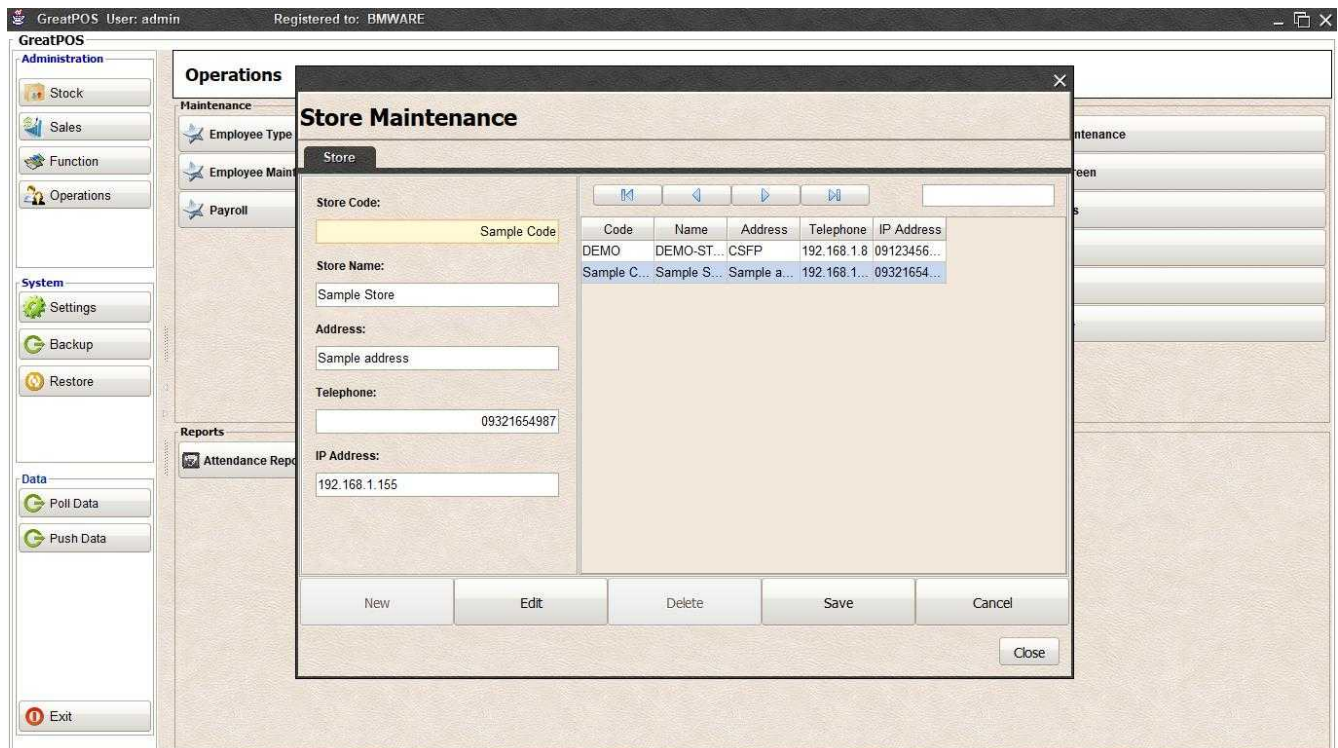 GreatPOS User: admin Registered to: BMWARE
GreatPOS
Administration
Stock
Sales
Function
Operations
System
Settings
Backup
Restore
Data
Poll Data
Push Data
Exit
Operations
Maintenance
Employee Type
Employee Maint
Payroll
Reports
Attendance Repo
ntenance
reen
s
Store Maintenance
Store
Store Code:
Sample Code
Store Name:
Sample Store
Address:
Sample address
Telephone:
09321654987
IP Address:
192.168.1.155
Code Name Address Telephone IP Address
DEMO DEMO-ST... CSFP 192.168.1.8 09123456...
Sample C... Sample S... Sample a... 192.168.1... 09321654...
New Edit Delete Save Cancel
Close